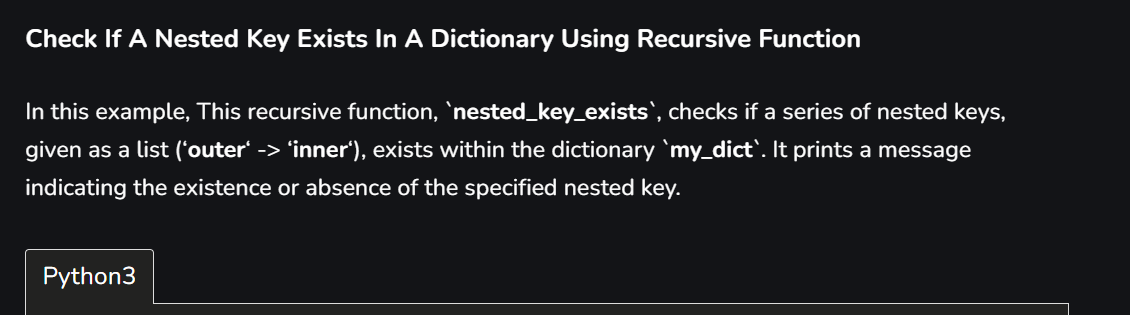 Check If A Nested Key Exists In A Dictionary Using Recursive Function
In this example, This recursive function, `nested_key_exists`, checks if a series of nested keys,
given as a list (‘outer‘ -> ‘inner‘), exists within the dictionary `my_dict`. It prints a message
indicating the existence or absence of the specified nested key.
Python3